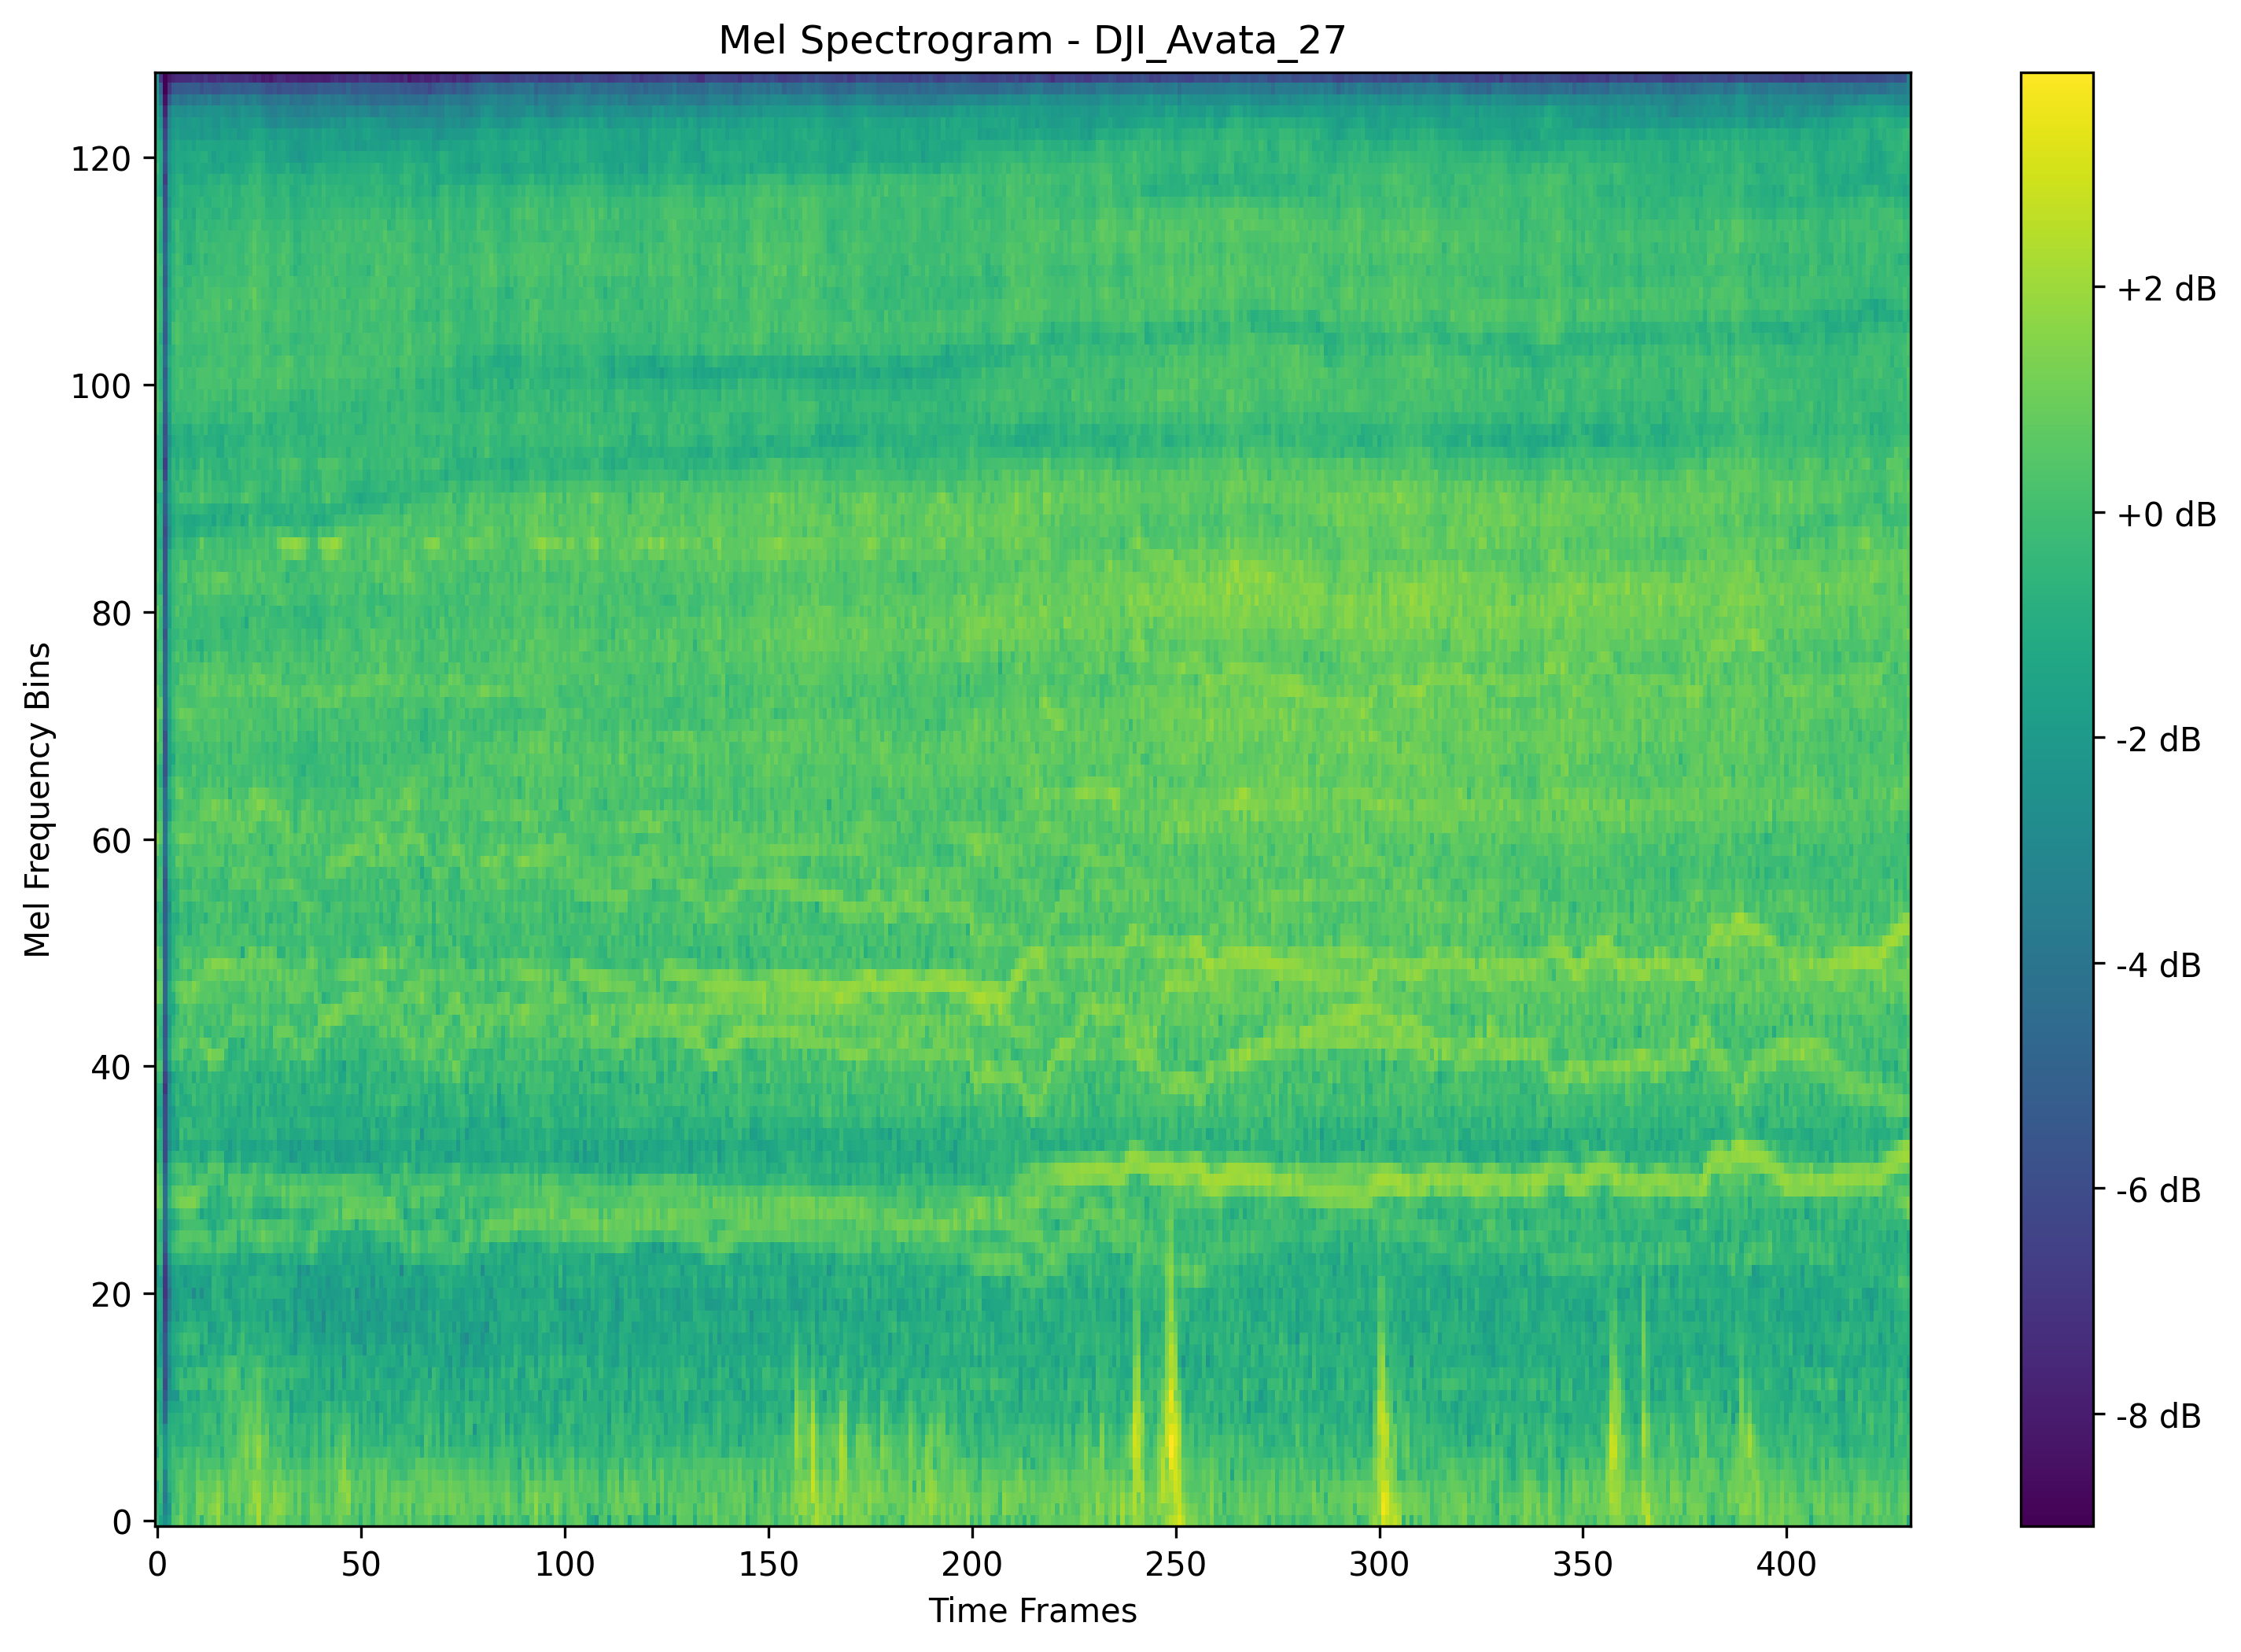 Mel Spectrogram - DJI_Avata_27
Mel Frequency Bins
120
100
80
60
40
20
0
0 50 100 150 200 250 300 350 400
Time Frames
+2 dB
+0 dB
-2 dB
-4 dB
-6 dB
-8 dB